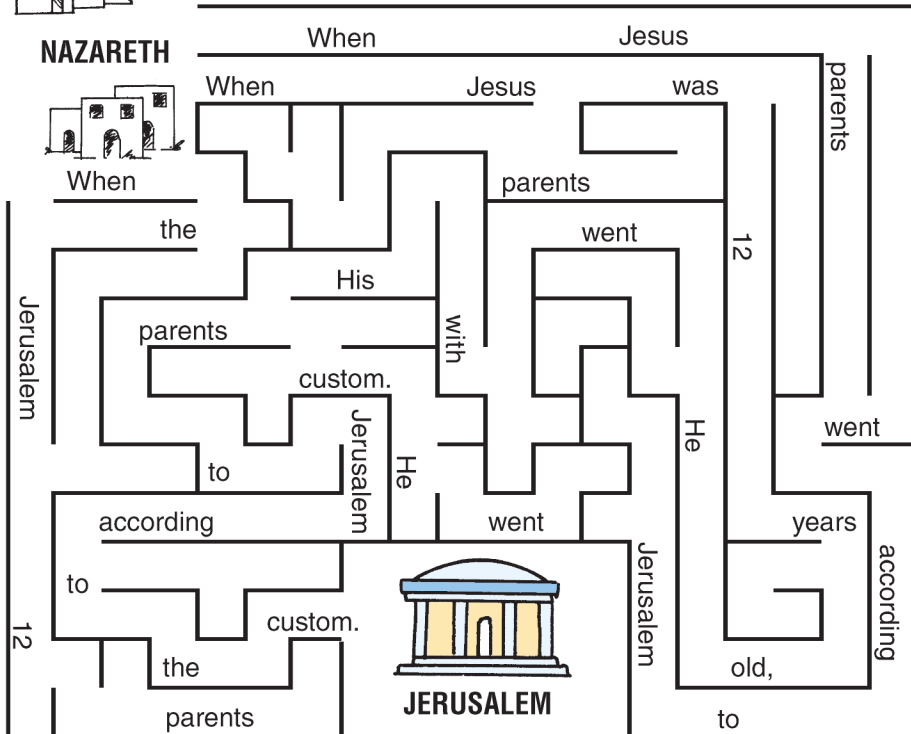 When Jesus
NAZARETH
parents
When Jesus was
When
parents
the
went
12
His
Jerusalem
parents
with
custom.
went
He
Jerusalem
He
to
according
went
years
Jerusalem
according
to
custom.
12
the
old,
JERUSALEM
parents
to